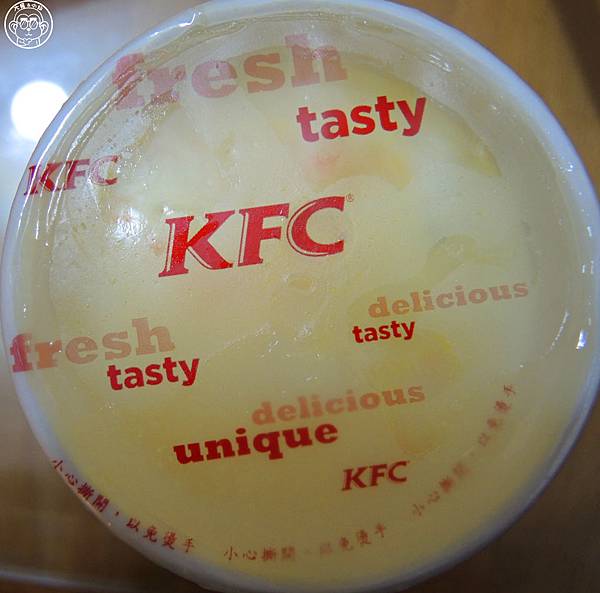 fresh
tasty
KFC
KFC®
delicious
tasty
fresh
tasty
delicious
unique
KFC
小心撕開，以免燙手
小心撕開，以免燙手
小心撕開，以免燙手